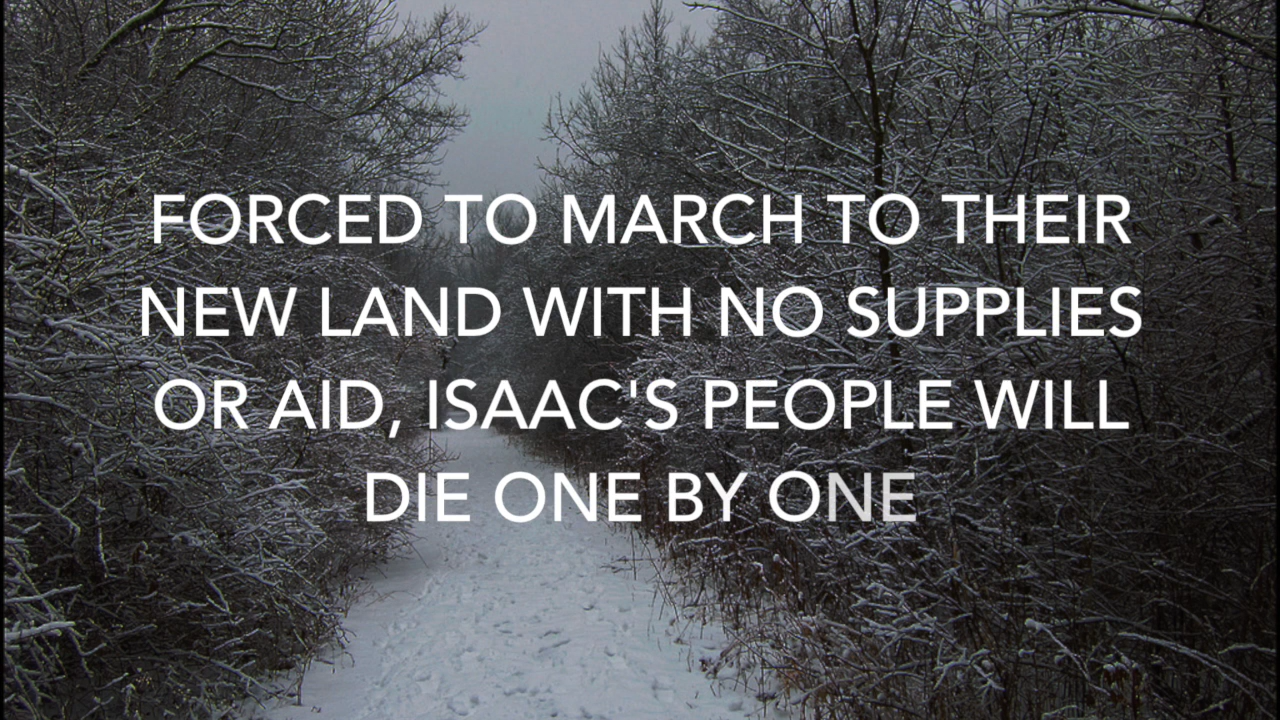 FORCED TO MARCH TO THEIR
NEW LAND WITH NO SUPPLIES
OR AID, ISAAC'S PEOPLE WILL
DIE ONE BY ONE